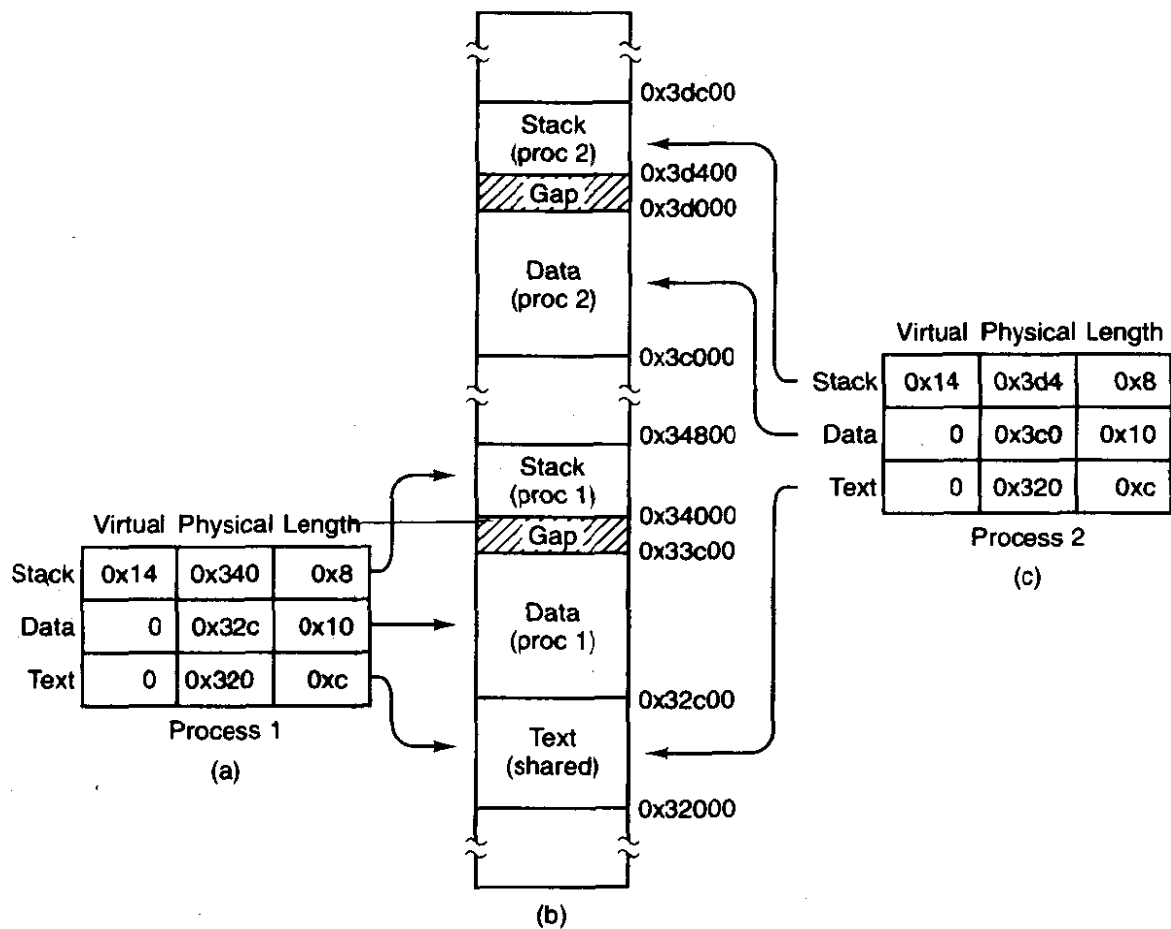 0x3dc00
Stack
(proc 2)
0x3d400
Gap
0x3d000
Data
(proc 2)
0x3c000
0x34800
Stack
(proc 1)
0x34000
Gap
0x33c00
Data
(proc 1)
0x32c00
Text
(shared)
0x32000
(b)
Virtual Physical Length
Stack 0x14 0x340 0x8
Data 0 0x32c 0x10
Text 0 0x320 0xc
Process 1
(a)
Virtual Physical Length
Stack 0x14 0x3d4 0x8
Data 0 0x3c0 0x10
Text 0 0x320 0xc
Process 2
(c)